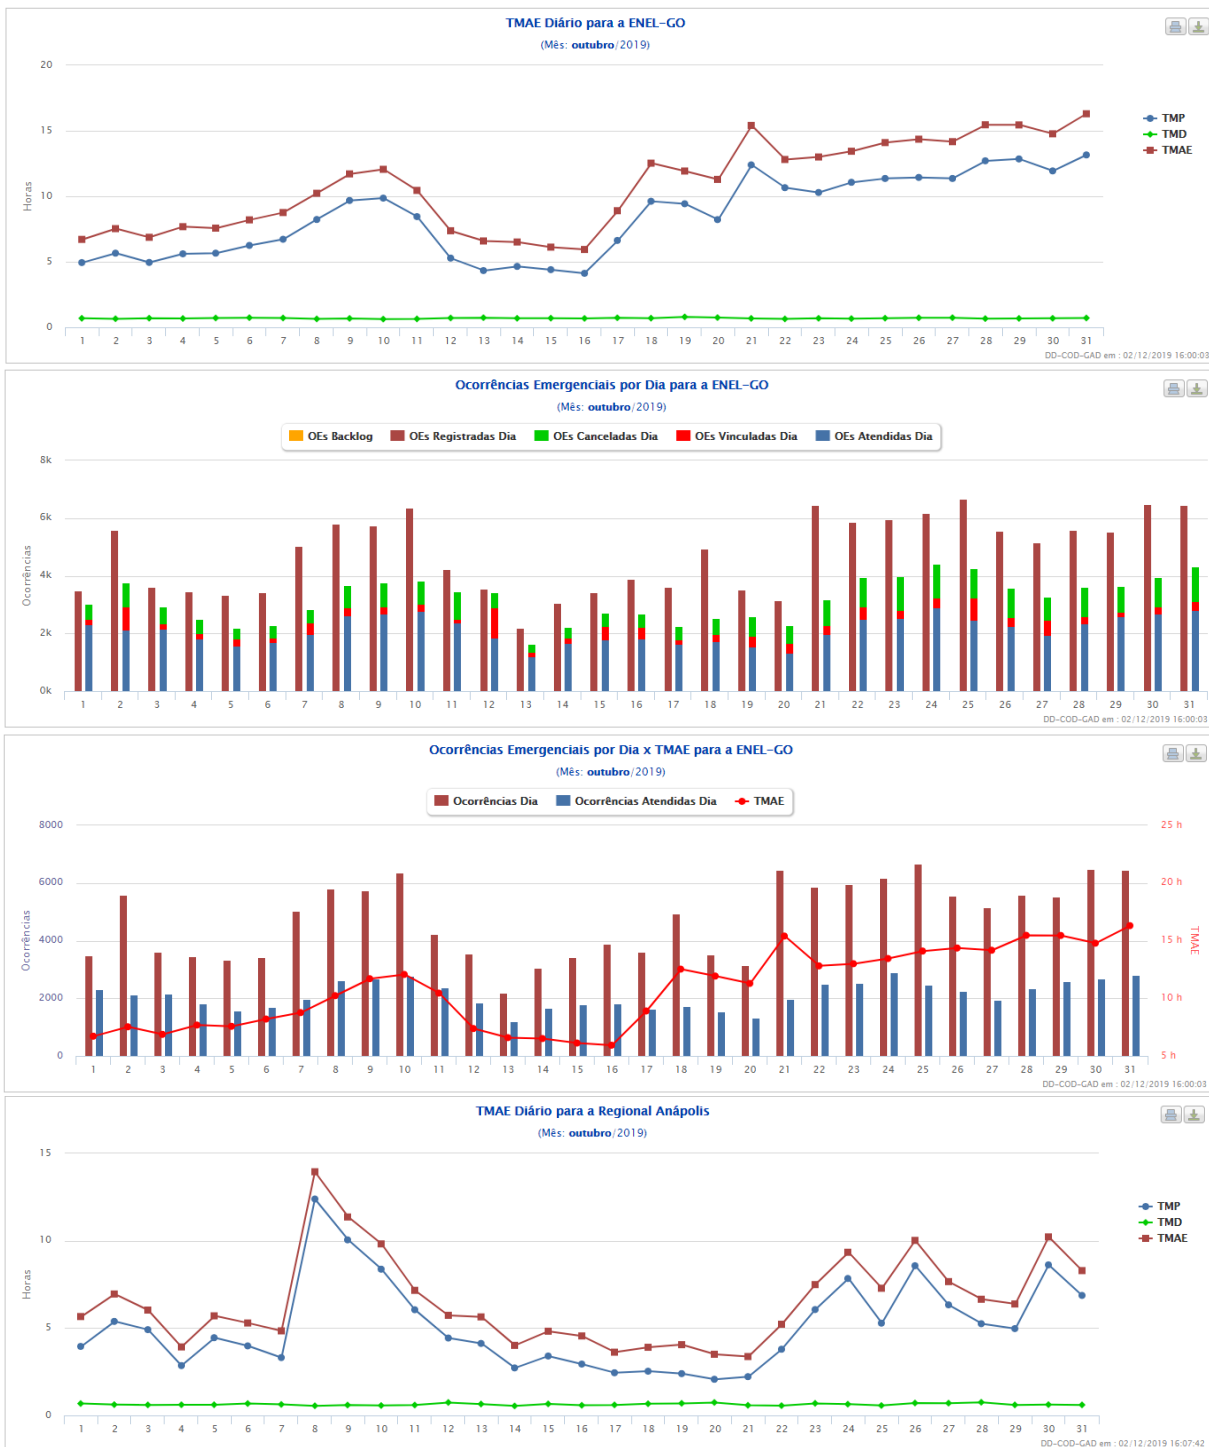 TMAE Diário para a ENEL-GO
(Mês: outubro/2019)
20
15
10
5
0
Horas
TMP
TMD
TMAE
1 2 3 4 5 6 7 8 9 10 11 12 13 14 15 16 17 18 19 20 21 22 23 24 25 26 27 28 29 30 31
DD-COD-GAD em : 02/12/2019 16:00:03
Ocorrências Emergenciais por Dia para a ENEL-GO
(Mês: outubro/2019)
OEs Backlog OEs Registradas Dia OEs Canceladas Dia OEs Vinculadas Dia OEs Atendidas Dia
8k
6k
4k
2k
0k
Ocorrências
1 2 3 4 5 6 7 8 9 10 11 12 13 14 15 16 17 18 19 20 21 22 23 24 25 26 27 28 29 30 31
DD-COD-GAD em : 02/12/2019 16:00:03
Ocorrências Emergenciais por Dia x TMAE para a ENEL-GO
(Mês: outubro/2019)
Ocorrências Dia Ocorrências Atendidas Dia TMAE
8000 25 h
6000 20 h
4000 15 h
2000 10 h
0 5 h
Ocorrências
TMAE
1 2 3 4 5 6 7 8 9 10 11 12 13 14 15 16 17 18 19 20 21 22 23 24 25 26 27 28 29 30 31
DD-COD-GAD em : 02/12/2019 16:00:03
TMAE Diário para a Regional Anápolis
(Mês: outubro/2019)
15
10
5
0
Horas
TMP
TMD
TMAE
1 2 3 4 5 6 7 8 9 10 11 12 13 14 15 16 17 18 19 20 21 22 23 24 25 26 27 28 29 30 31
DD-COD-GAD em : 02/12/2019 16:07:42